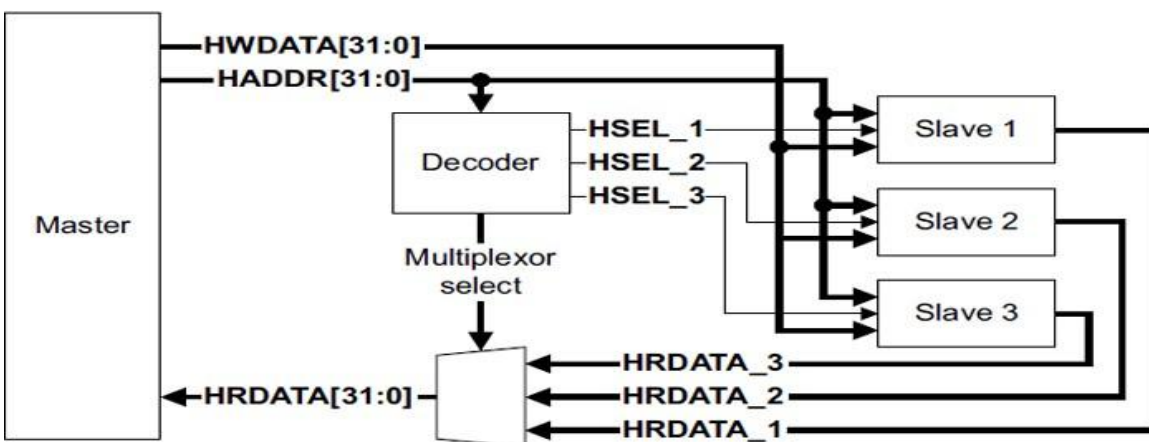 HWDATA[31:0]
HADDR[31:0]
HSEL_1
Slave 1
Decoder
HSEL_2
HSEL_3
Master
Slave 2
Multiplexor
select
Slave 3
HRDATA_3
HRDATA[31:0]
HRDATA_2
HRDATA_1